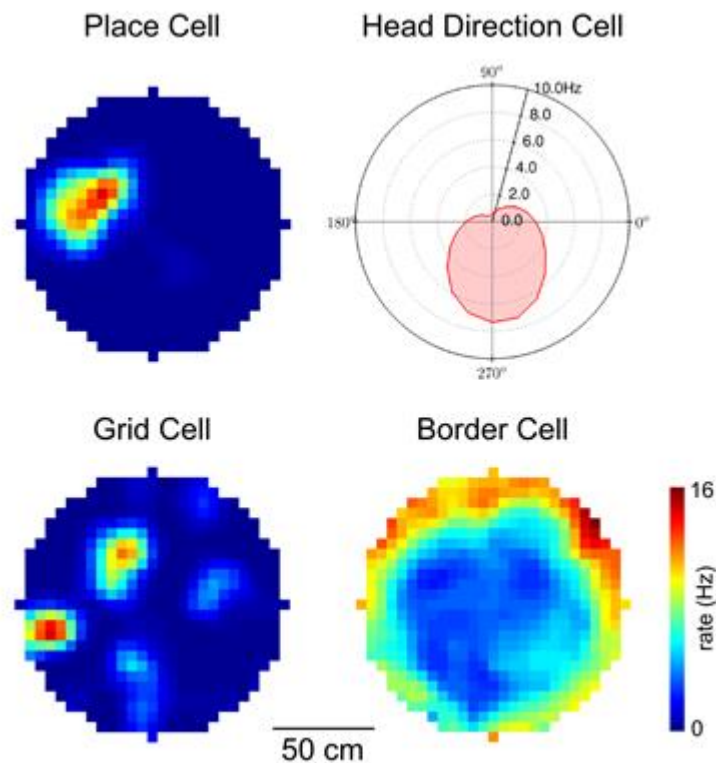 Place Cell
Head Direction Cell
90°
10.0Hz
8.0
6.0
4.0
2.0
0.0
180°
0°
270°
Grid Cell
Border Cell
16
rate (Hz)
0
50 cm